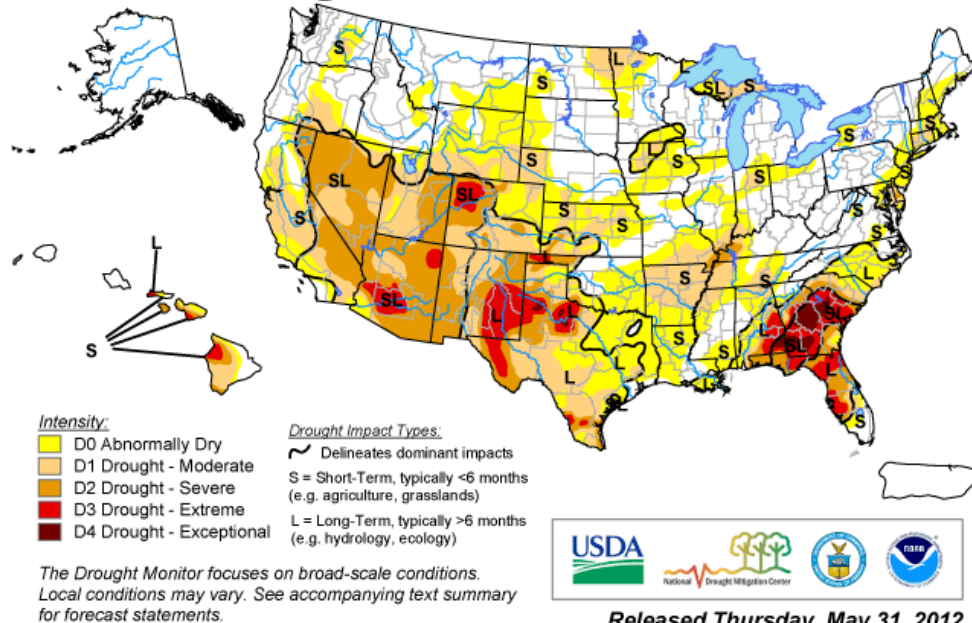 S
L
S
SL
S
L
S
L
S
S
S
S
SL
SL
S
S
S
S
S
S
L
SL
L
L
S
S
S
L
L
SL
SL
L
L
L
S
S
L
L
S
L
S
Intensity:
D0 Abnormally Dry
D1 Drought - Moderate
D2 Drought - Severe
D3 Drought - Extreme
D4 Drought - Exceptional
Drought Impact Types:
Delineates dominant impacts
S = Short-Term, typically <6 months
(e.g. agriculture, grasslands)
L = Long-Term, typically >6 months
(e.g. hydrology, ecology)
The Drought Monitor focuses on broad-scale conditions.
Local conditions may vary. See accompanying text summary
for forecast statements.
USDA
National Drought Mitigation Center
NOAA
Released Thursday, May 31, 2012